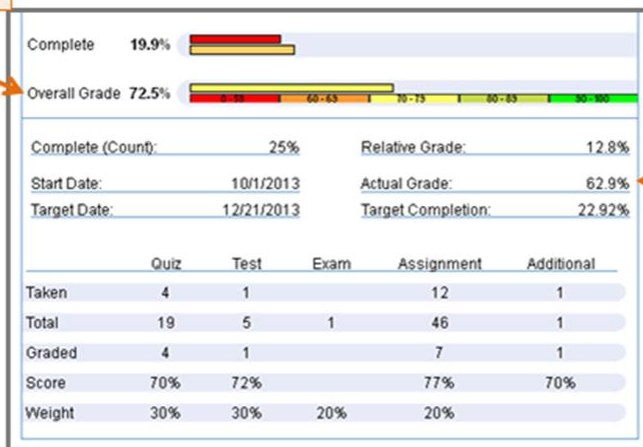 Complete 19.9%
Overall Grade 72.5%
0 - 59 60 - 69 70 - 79 80 - 89 90 - 100
Complete (Count): 25% Relative Grade: 12.8%
Start Date: 10/1/2013 Actual Grade: 62.9%
Target Date: 12/21/2013 Target Completion: 22.92%
Quiz Test Exam Assignment Additional
Taken 4 1 12 1
Total 19 5 1 46 1
Graded 4 1 7 1
Score 70% 72% 77% 70%
Weight 30% 30% 20% 20%